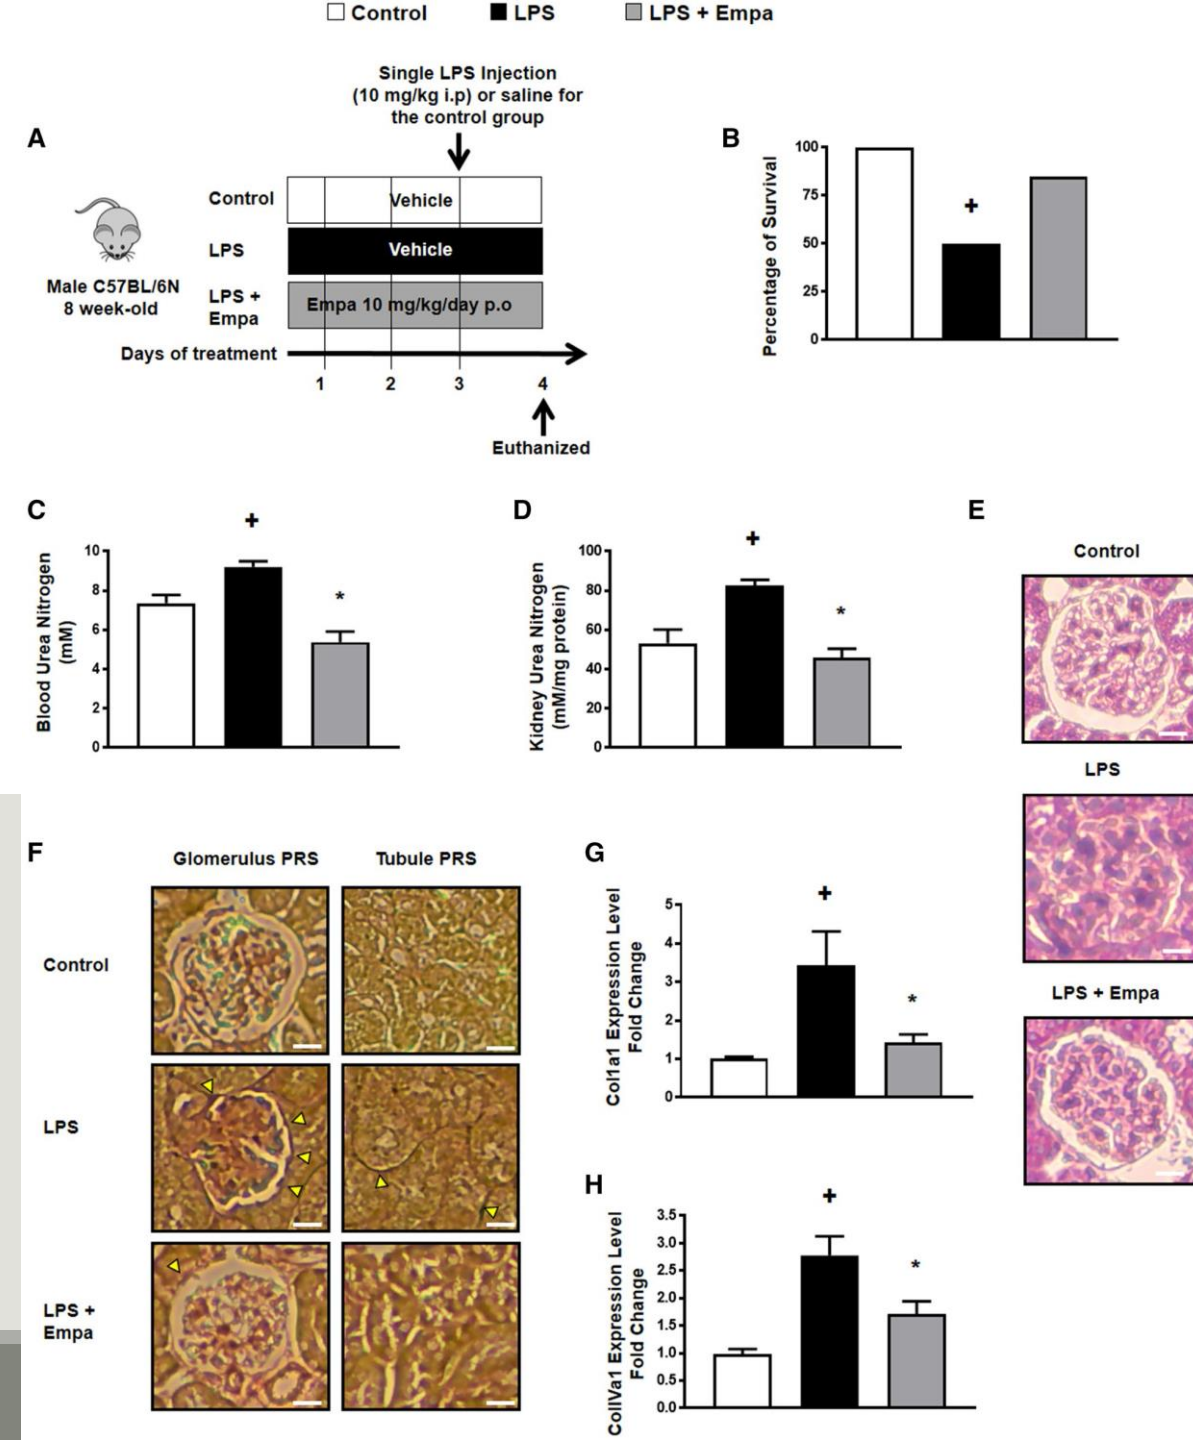 Control LPS LPS + Empa
Single LPS Injection
(10 mg/kg i.p) or saline for
the control group
A
Control
Vehicle
LPS
Vehicle
LPS +
Empa
Empa 10 mg/kg/day p.o
Male C57BL/6N
8 week-old
Days of treatment
1 2 3 4
Euthanized
B
Percentage of Survival
100
75
50
25
0
+
C
Blood Urea Nitrogen
(mM)
10
8
6
4
2
0
+
*
D
Kidney Urea Nitrogen
(mM/mg protein)
100
80
60
40
20
0
+
*
E
Control
LPS
LPS + Empa
F
Glomerulus PRS Tubule PRS
Control
LPS
LPS +
Empa
G
Col1a1 Expression Level
Fold Change
5
4
3
2
1
0
+
*
H
ColIVa1 Expression Level
Fold Change
3.5
3.0
2.5
2.0
1.5
1.0
0.5
0.0
+
*